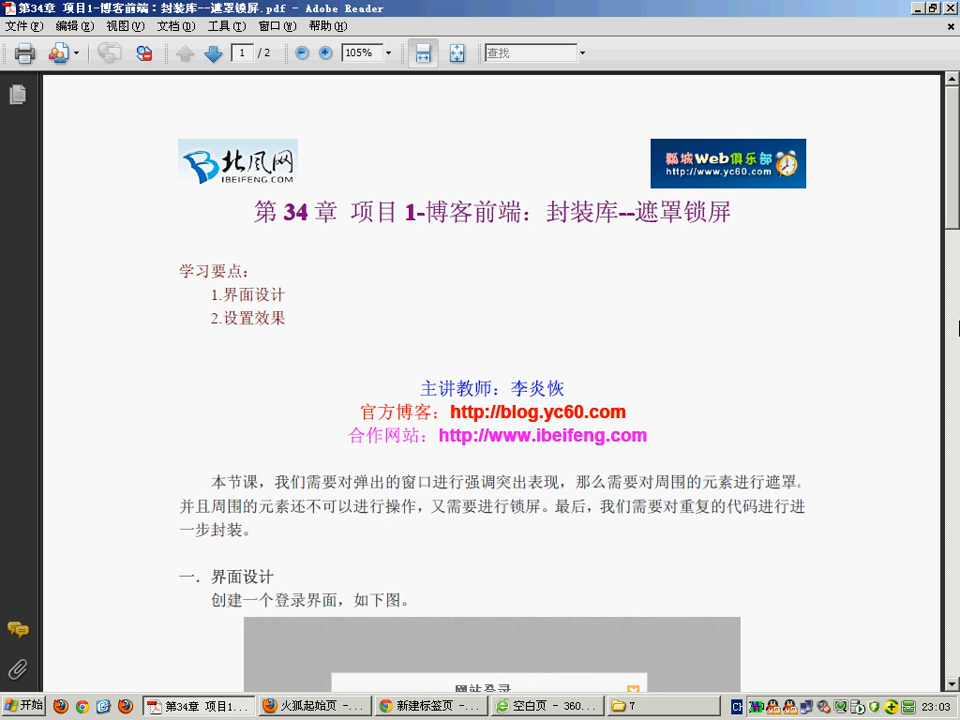 第34章 项目1-博客前端：封装库--遮罩锁屏.pdf - Adobe Reader
文件(F) 编辑(E) 视图(V) 文档(D) 工具(T) 窗口(W) 帮助(H)
1 / 2 105% 查找
北风网
IBEIFENG.COM
瓢城Web俱乐部
http://www.yc60.com
第 34 章 项目 1-博客前端：封装库--遮罩锁屏
学习要点：
1.界面设计
2.设置效果
主讲教师：李炎恢
官方博客：http://blog.yc60.com
合作网站：http://www.ibeifeng.com
本节课，我们需要对弹出的窗口进行强调突出表现，那么需要对周围的元素进行遮罩。
并且周围的元素还不可以进行操作，又需要进行锁屏。最后，我们需要对重复的代码进行进
一步封装。
一．界面设计
创建一个登录界面，如下图。
网站登录
开始 第34章 项目1... 火狐起始页 -... 新建标签页 -... 空白页 - 360... 7 CH 23:03